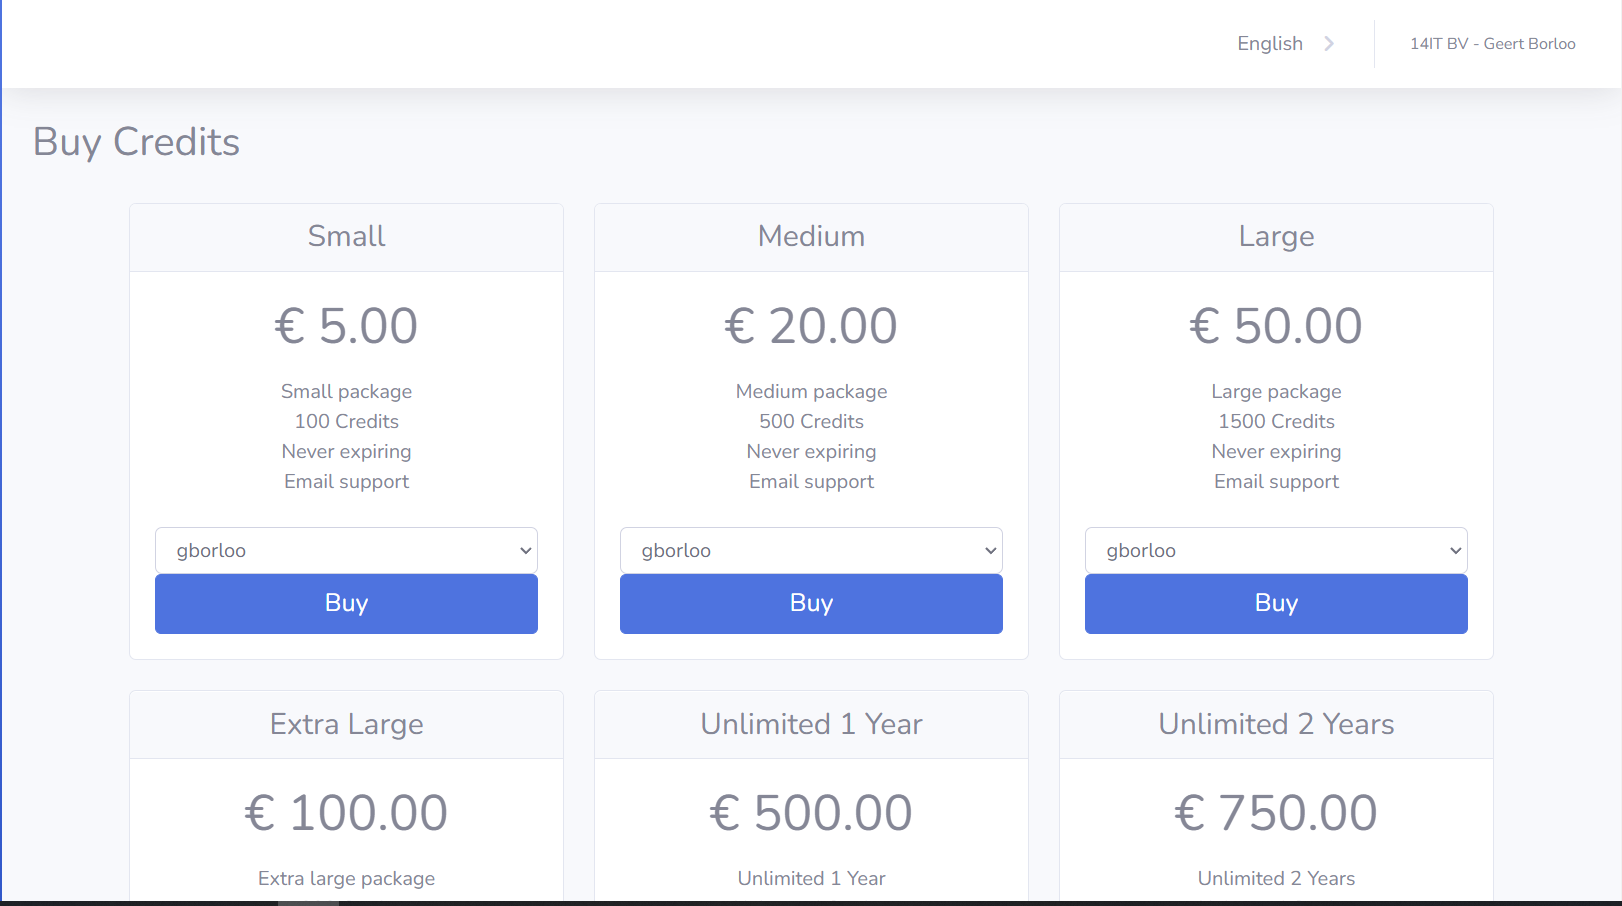 English
14IT BV - Geert Borloo
Buy Credits
Small
€ 5.00
Small package
100 Credits
Never expiring
Email support
gborloo
Buy
Medium
€ 20.00
Medium package
500 Credits
Never expiring
Email support
gborloo
Buy
Large
€ 50.00
Large package
1500 Credits
Never expiring
Email support
gborloo
Buy
Extra Large
€ 100.00
Extra large package
Unlimited 1 Year
€ 500.00
Unlimited 1 Year
Unlimited 2 Years
€ 750.00
Unlimited 2 Years